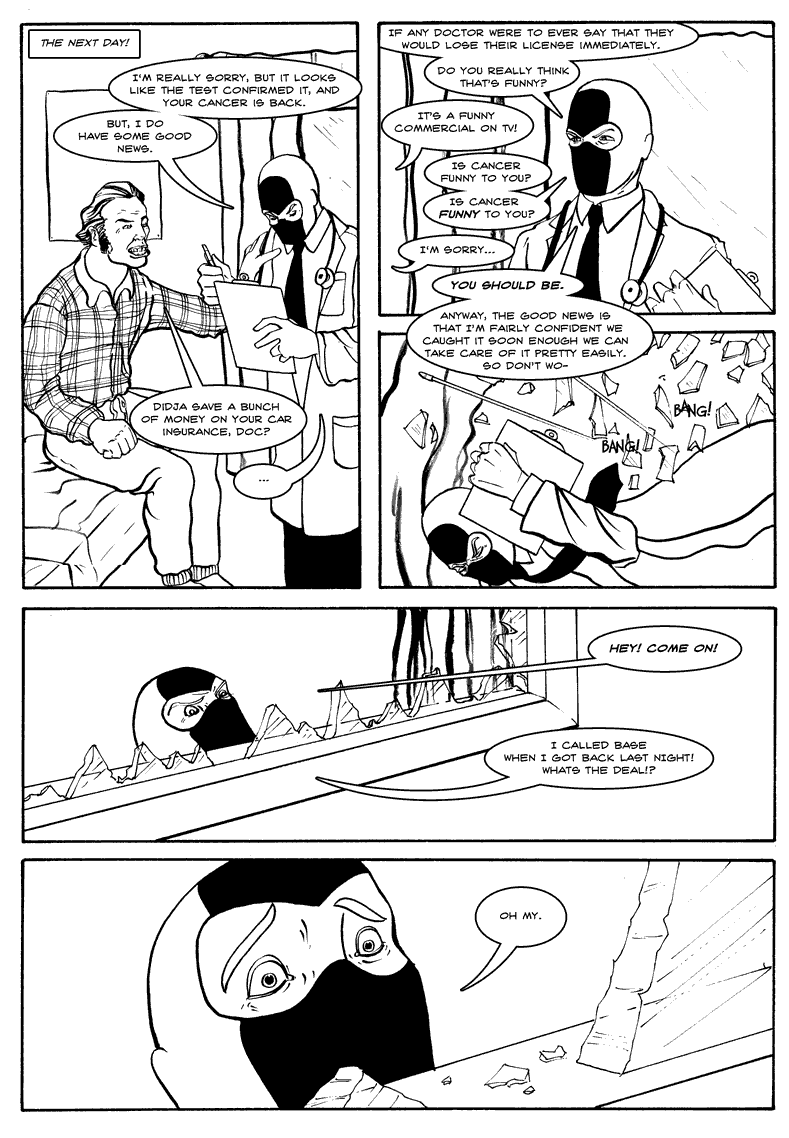 THE NEXT DAY!
I'M REALLY SORRY, BUT IT LOOKS
LIKE THE TEST CONFIRMED IT, AND
YOUR CANCER IS BACK.
BUT, I DO
HAVE SOME GOOD
NEWS.
DIDJA SAVE A BUNCH
OF MONEY ON YOUR CAR
INSURANCE, DOC?
...
IF ANY DOCTOR WERE TO EVER SAY THAT THEY
WOULD LOSE THEIR LICENSE IMMEDIATELY.
DO YOU REALLY THINK
THAT'S FUNNY?
IT'S A FUNNY
COMMERCIAL ON TV!
IS CANCER
FUNNY TO YOU?
IS CANCER
FUNNY TO YOU?
I'M SORRY...
YOU SHOULD BE.
ANYWAY, THE GOOD NEWS IS
THAT I'M FAIRLY CONFIDENT WE
CAUGHT IT SOON ENOUGH WE CAN
TAKE CARE OF IT PRETTY EASILY.
SO DON'T WO-
BANG!
BANG!
HEY! COME ON!
I CALLED BASE
WHEN I GOT BACK LAST NIGHT!
WHATS THE DEAL!?
OH MY.